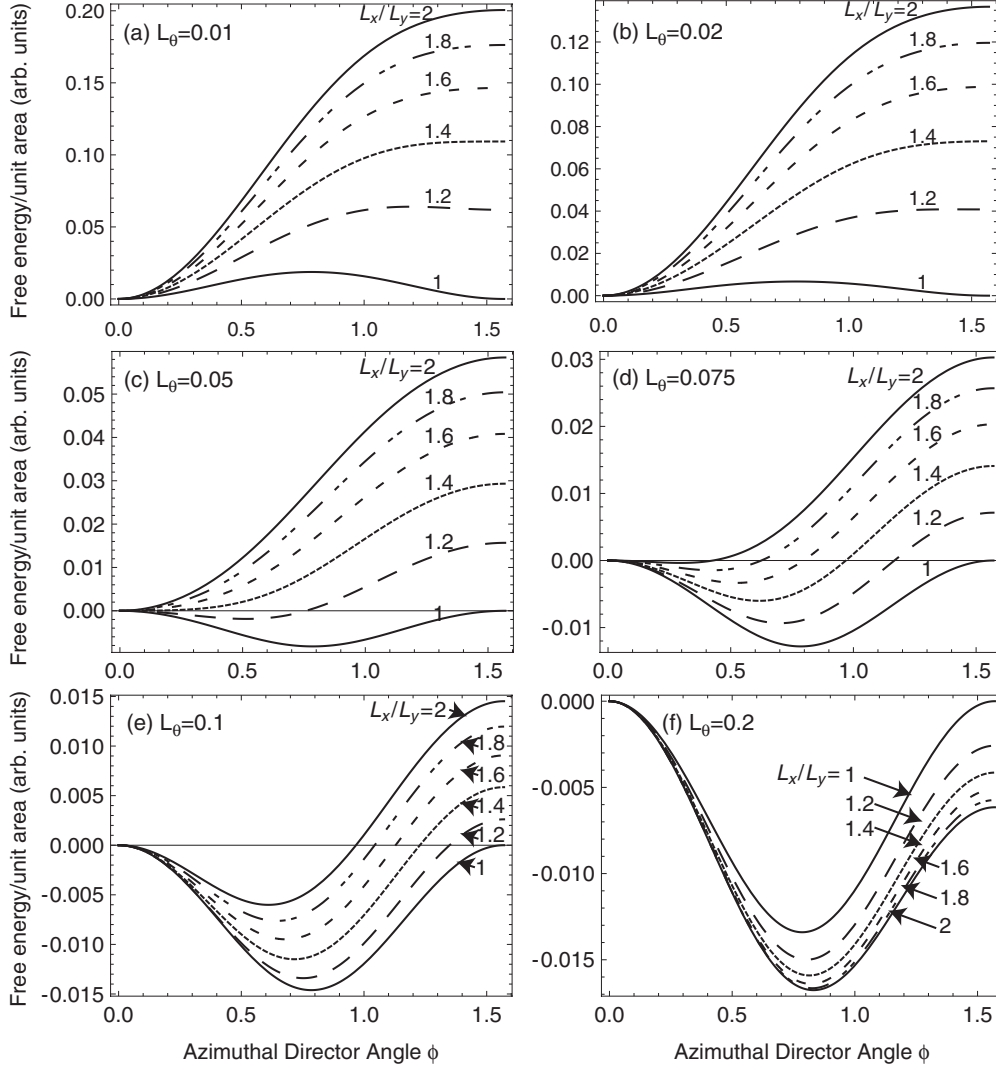 Free energy/unit area (arb. units)
(a) Lθ=0.01
Lx/Ly=2
1.8
1.6
1.4
1.2
1
0.20
0.15
0.10
0.05
0.00
0.0 0.5 1.0 1.5
(b) Lθ=0.02
Lx/Ly=2
1.8
1.6
1.4
1.2
1
0.12
0.10
0.08
0.06
0.04
0.02
0.00
0.0 0.5 1.0 1.5
Free energy/unit area (arb. units)
(c) Lθ=0.05
Lx/Ly=2
1.8
1.6
1.4
1.2
1
0.05
0.04
0.03
0.02
0.01
0.00
0.0 0.5 1.0 1.5
(d) Lθ=0.075
Lx/Ly=2
1.8
1.6
1.4
1.2
1
0.03
0.02
0.01
0.00
-0.01
0.0 0.5 1.0 1.5
Free energy/unit area (arb. units)
(e) Lθ=0.1
Lx/Ly=2
1.8
1.6
1.4
1.2
1
0.015
0.010
0.005
0.000
-0.005
-0.010
-0.015
0.0 0.5 1.0 1.5
Azimuthal Director Angle ϕ
(f) Lθ=0.2
Lx/Ly=1
1.2
1.4
1.6
1.8
2
0.000
-0.005
-0.010
-0.015
0.0 0.5 1.0 1.5
Azimuthal Director Angle ϕ